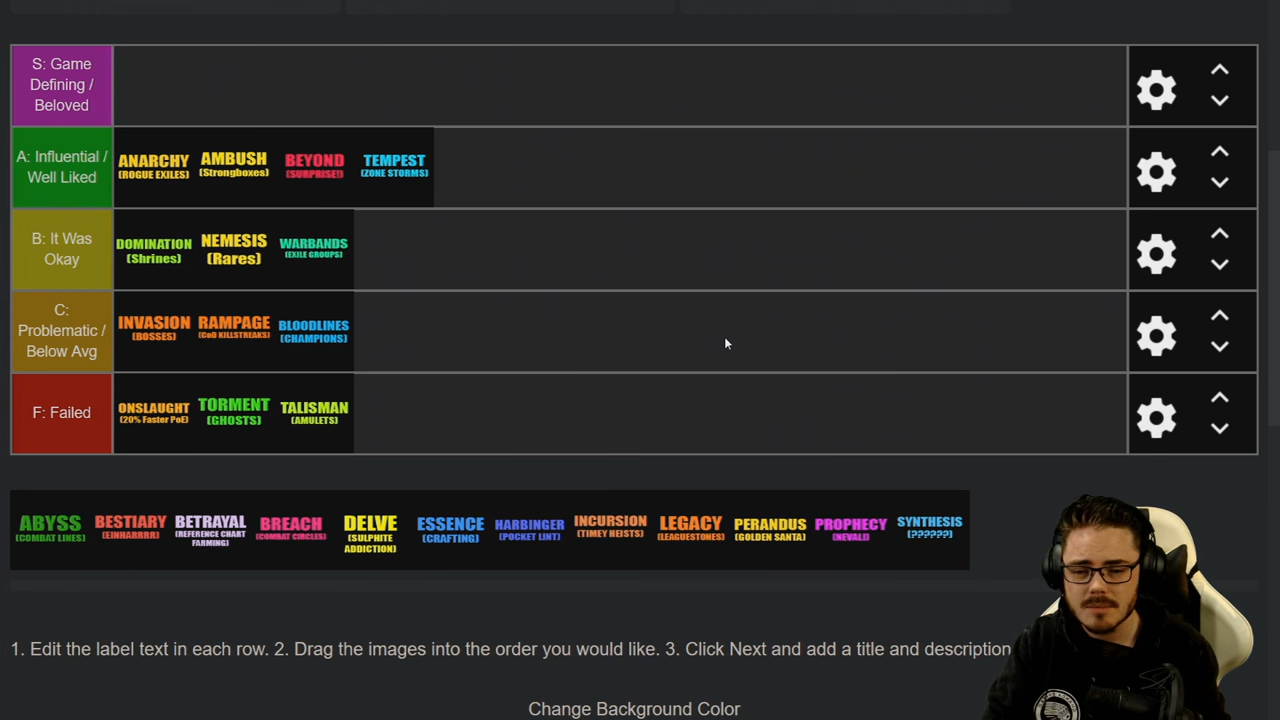 S: Game
Defining /
Beloved
A: Influential /
Well Liked
ANARCHY
(ROGUE EXILES)
AMBUSH
(Strongboxes)
BEYOND
(SURPRISE!)
TEMPEST
(ZONE STORMS)
B: It Was
Okay
DOMINATION
(Shrines)
NEMESIS
(Rares)
WARBANDS
(EXILE GROUPS)
C:
Problematic /
Below Avg
INVASION
(BOSSES)
RAMPAGE
(CoD KILLSTREAKS)
BLOODLINES
(CHAMPIONS)
F: Failed
ONSLAUGHT
(20% Faster PoE)
TORMENT
(GHOSTS)
TALISMAN
(AMULETS)
ABYSS
(COMBAT LINES)
BESTIARY
(EINHARRRR)
BETRAYAL
(REFERENCE CHART
FARMING)
BREACH
(COMBAT CIRCLES)
DELVE
(SULPHITE
ADDICTION)
ESSENCE
(CRAFTING)
HARBINGER
(POCKET LINT)
INCURSION
(TIMEY HEISTS)
LEGACY
(LEAGUESTONES)
PERANDUS
(GOLDEN SANTA)
PROPHECY
(NEVALI)
SYNTHESIS
(??????)
1. Edit the label text in each row. 2. Drag the images into the order you would like. 3. Click Next and add a title and description
Change Background Color